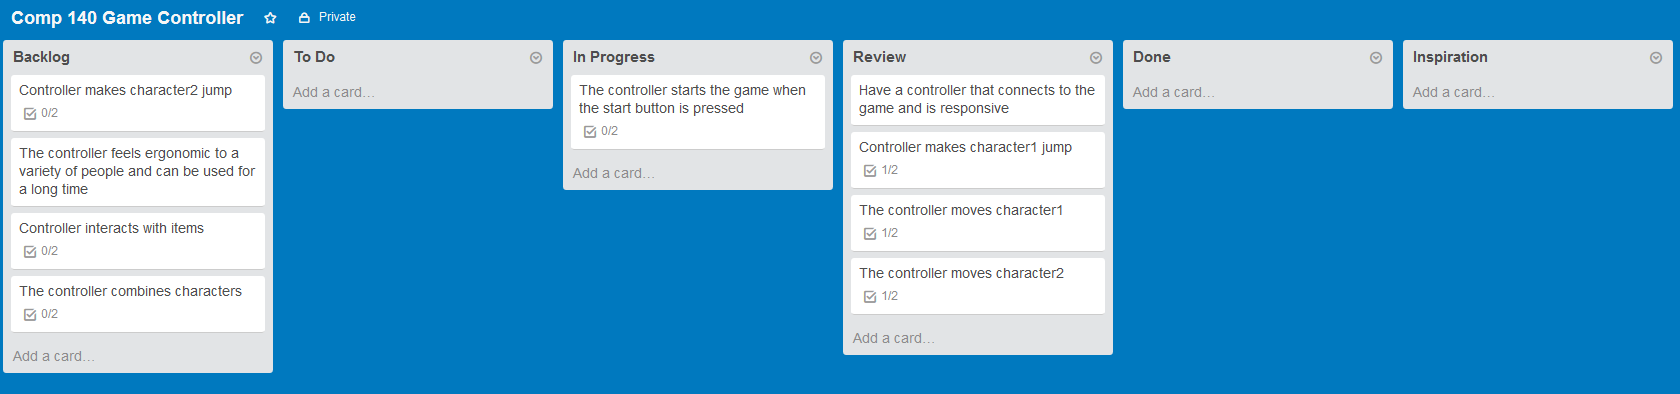 Comp 140 Game Controller
Private
Backlog
Controller makes character2 jump
0/2
The controller feels ergonomic to a
variety of people and can be used for
a long time
Controller interacts with items
0/2
The controller combines characters
0/2
Add a card...
To Do
Add a card...
In Progress
The controller starts the game when
the start button is pressed
0/2
Add a card...
Review
Have a controller that connects to the
game and is responsive
Controller makes character1 jump
1/2
The controller moves character1
1/2
The controller moves character2
1/2
Add a card...
Done
Add a card...
Inspiration
Add a card...